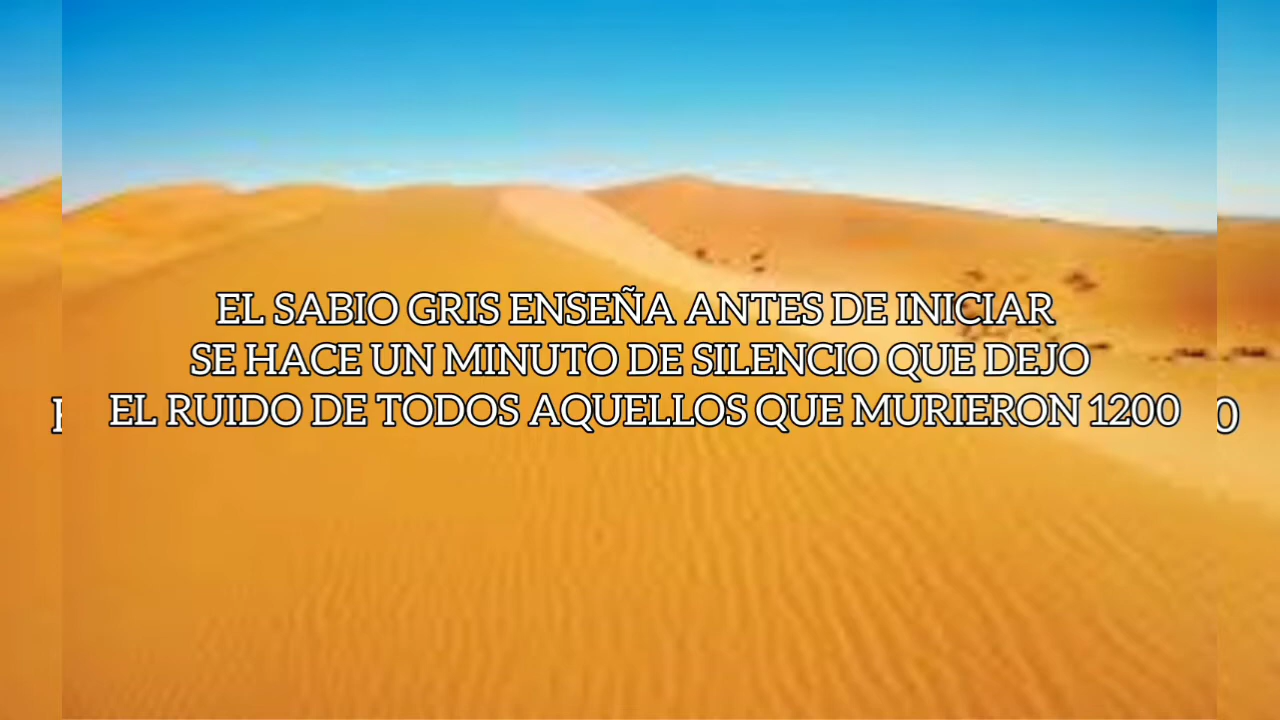 EL SABIO GRIS ENSEÑA ANTES DE INICIAR
SE HACE UN MINUTO DE SILENCIO QUE DEJO
EL RUIDO DE TODOS AQUELLOS QUE MURIERON 1200